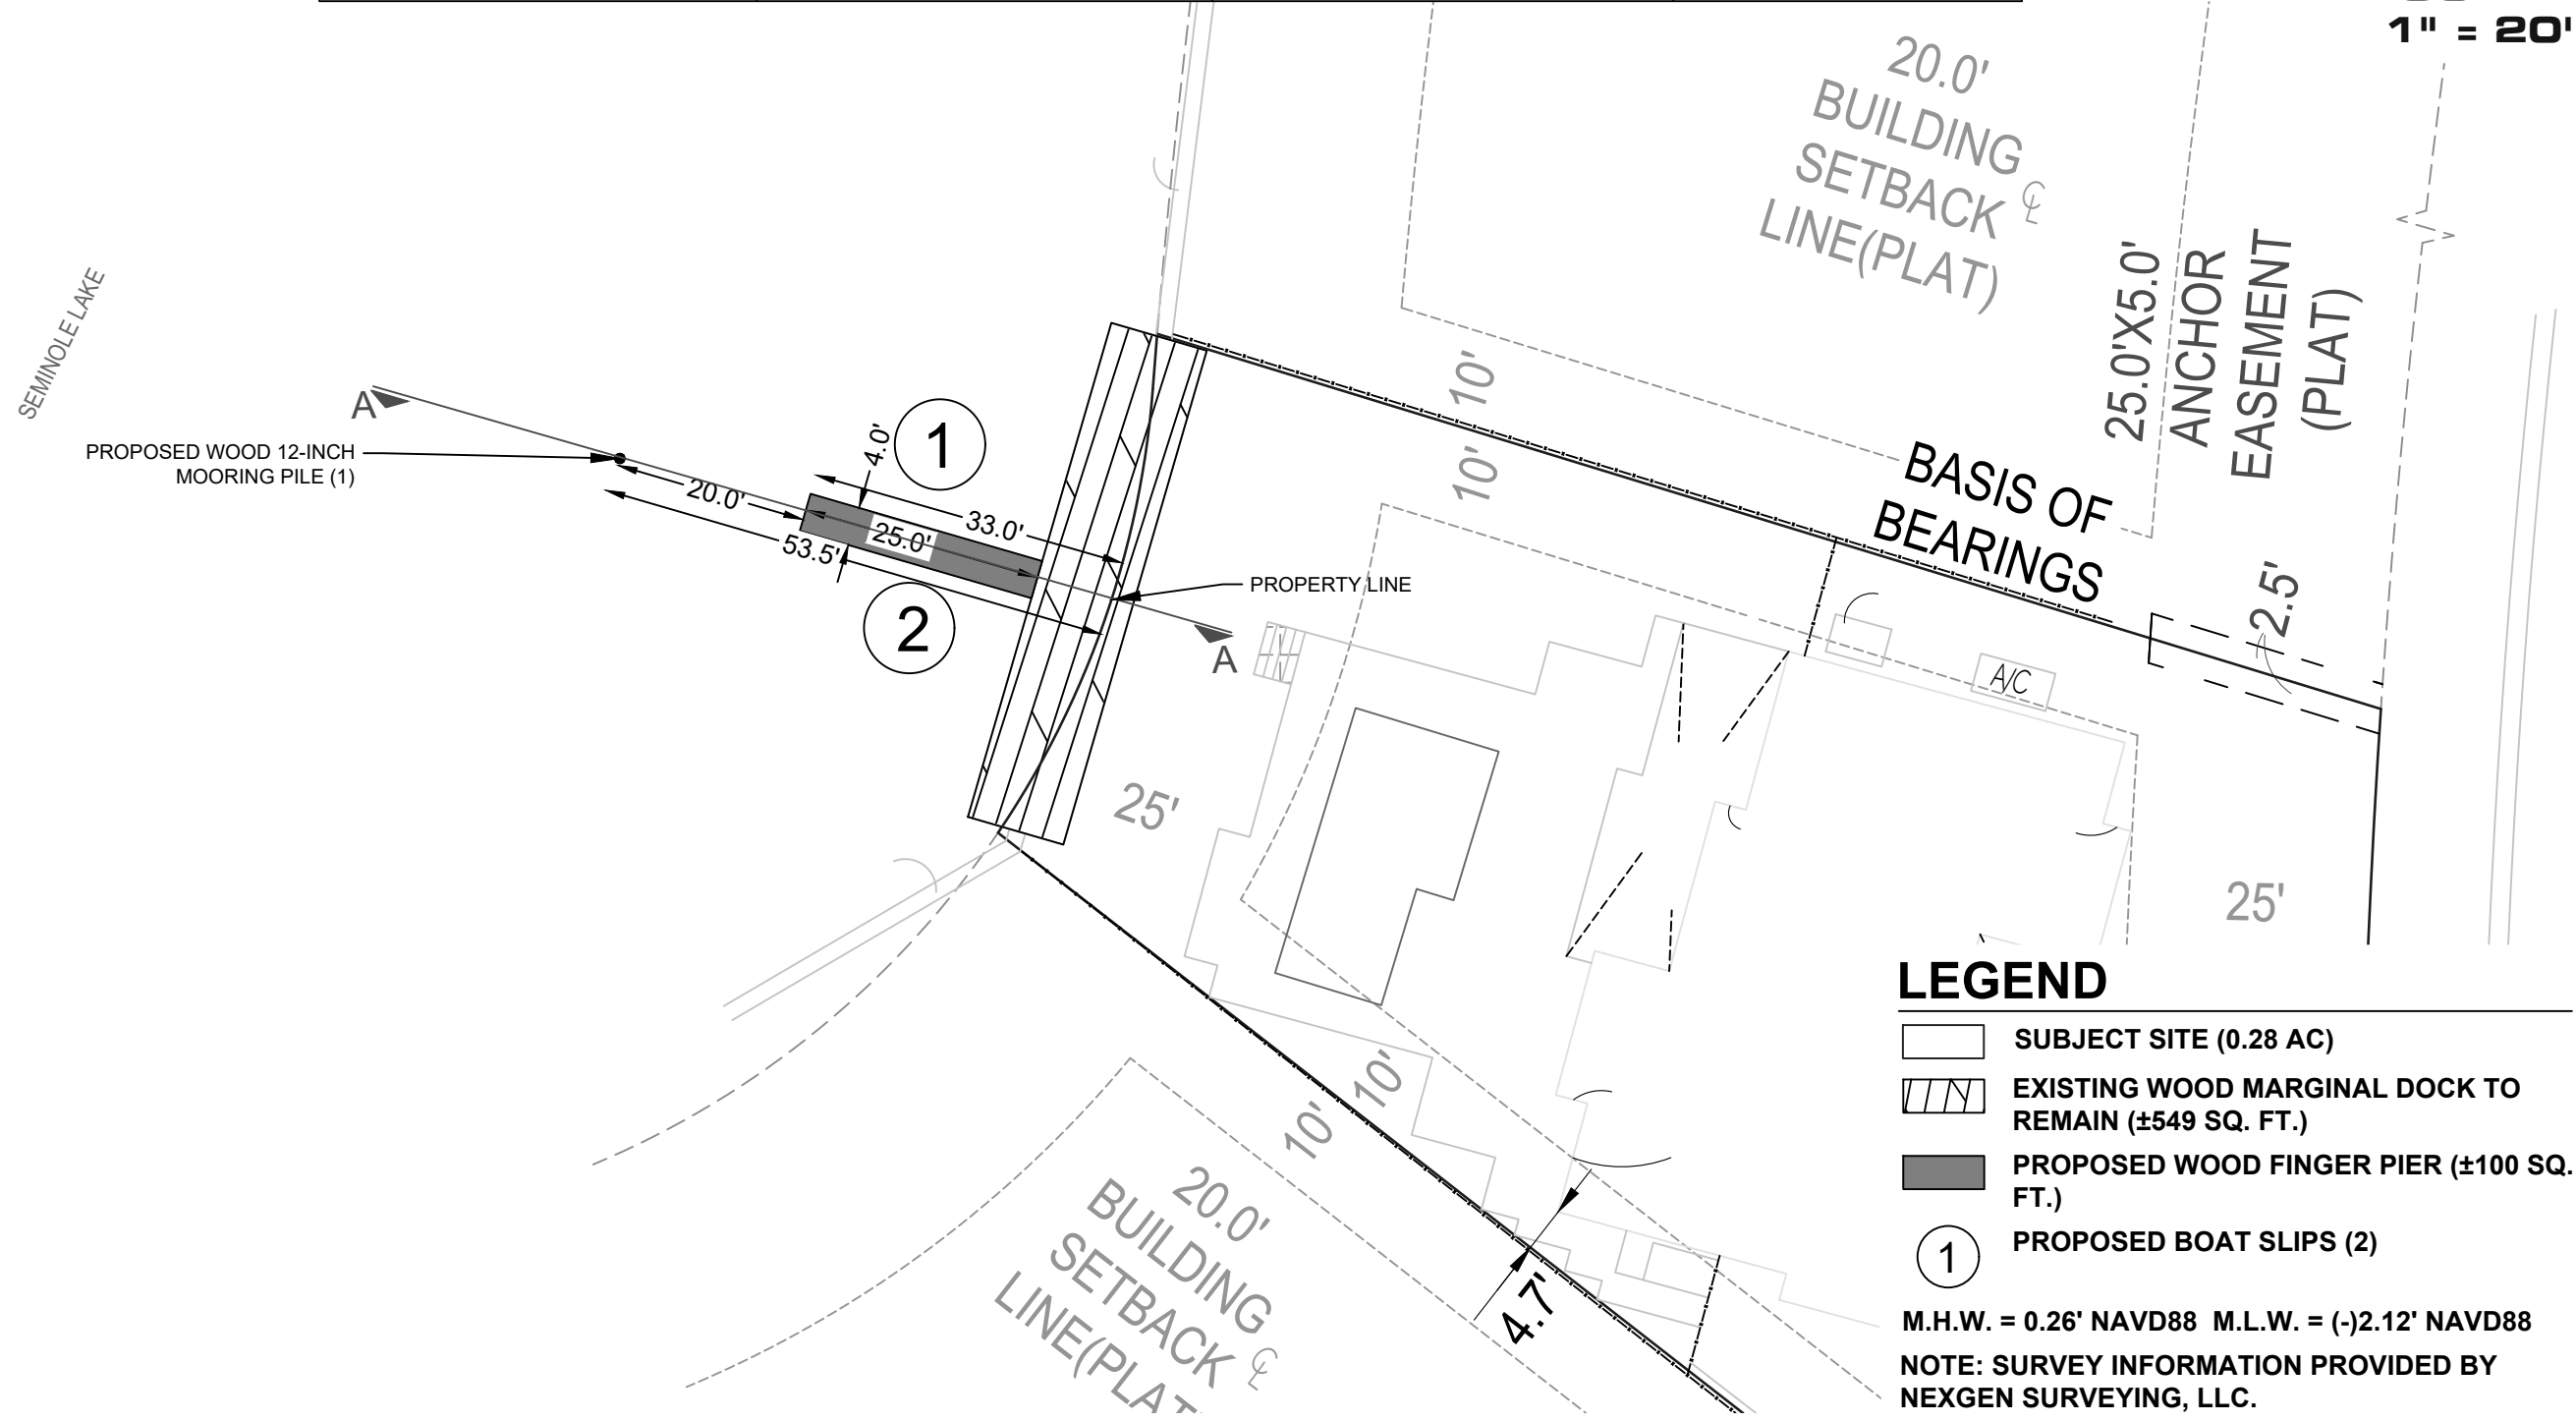 1" = 20'
20.0'
BUILDING
SETBACK ℄
LINE(PLAT)
25.0'X5.0'
ANCHOR
EASEMENT
(PLAT)
SEMINOLE LAKE
A
PROPOSED WOOD 12-INCH
MOORING PILE (1)
20.0'
4.0'
1
33.0'
25.0'
53.5'
2
PROPERTY LINE
A
10'
10'
BASIS OF
BEARINGS
2.5'
A/C
25'
25'
10'
10'
20.0'
BUILDING
SETBACK ℄
4.7'
LEGEND
SUBJECT SITE (0.28 AC)
EXISTING WOOD MARGINAL DOCK TO
REMAIN (±549 SQ. FT.)
PROPOSED WOOD FINGER PIER (±100 SQ.
FT.)
1
PROPOSED BOAT SLIPS (2)
M.H.W. = 0.26' NAVD88 M.L.W. = (-)2.12' NAVD88
NOTE: SURVEY INFORMATION PROVIDED BY
NEXGEN SURVEYING, LLC.